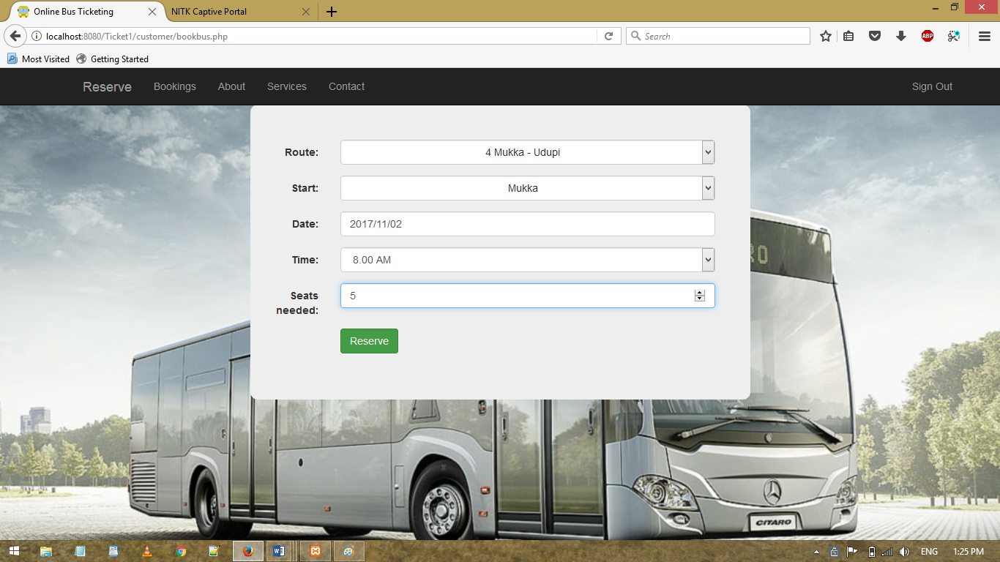 Online Bus Ticketing
NITK Captive Portal
localhost:8080/Ticket1/customer/bookbus.php
Search
ABP
Most Visited
Getting Started
Reserve Bookings About Services Contact Sign Out
Route: 4 Mukka - Udupi
Start: Mukka
Date: 2017/11/02
Time: 8.00 AM
Seats needed: 5
Reserve
CITARO
ENG 1:25 PM